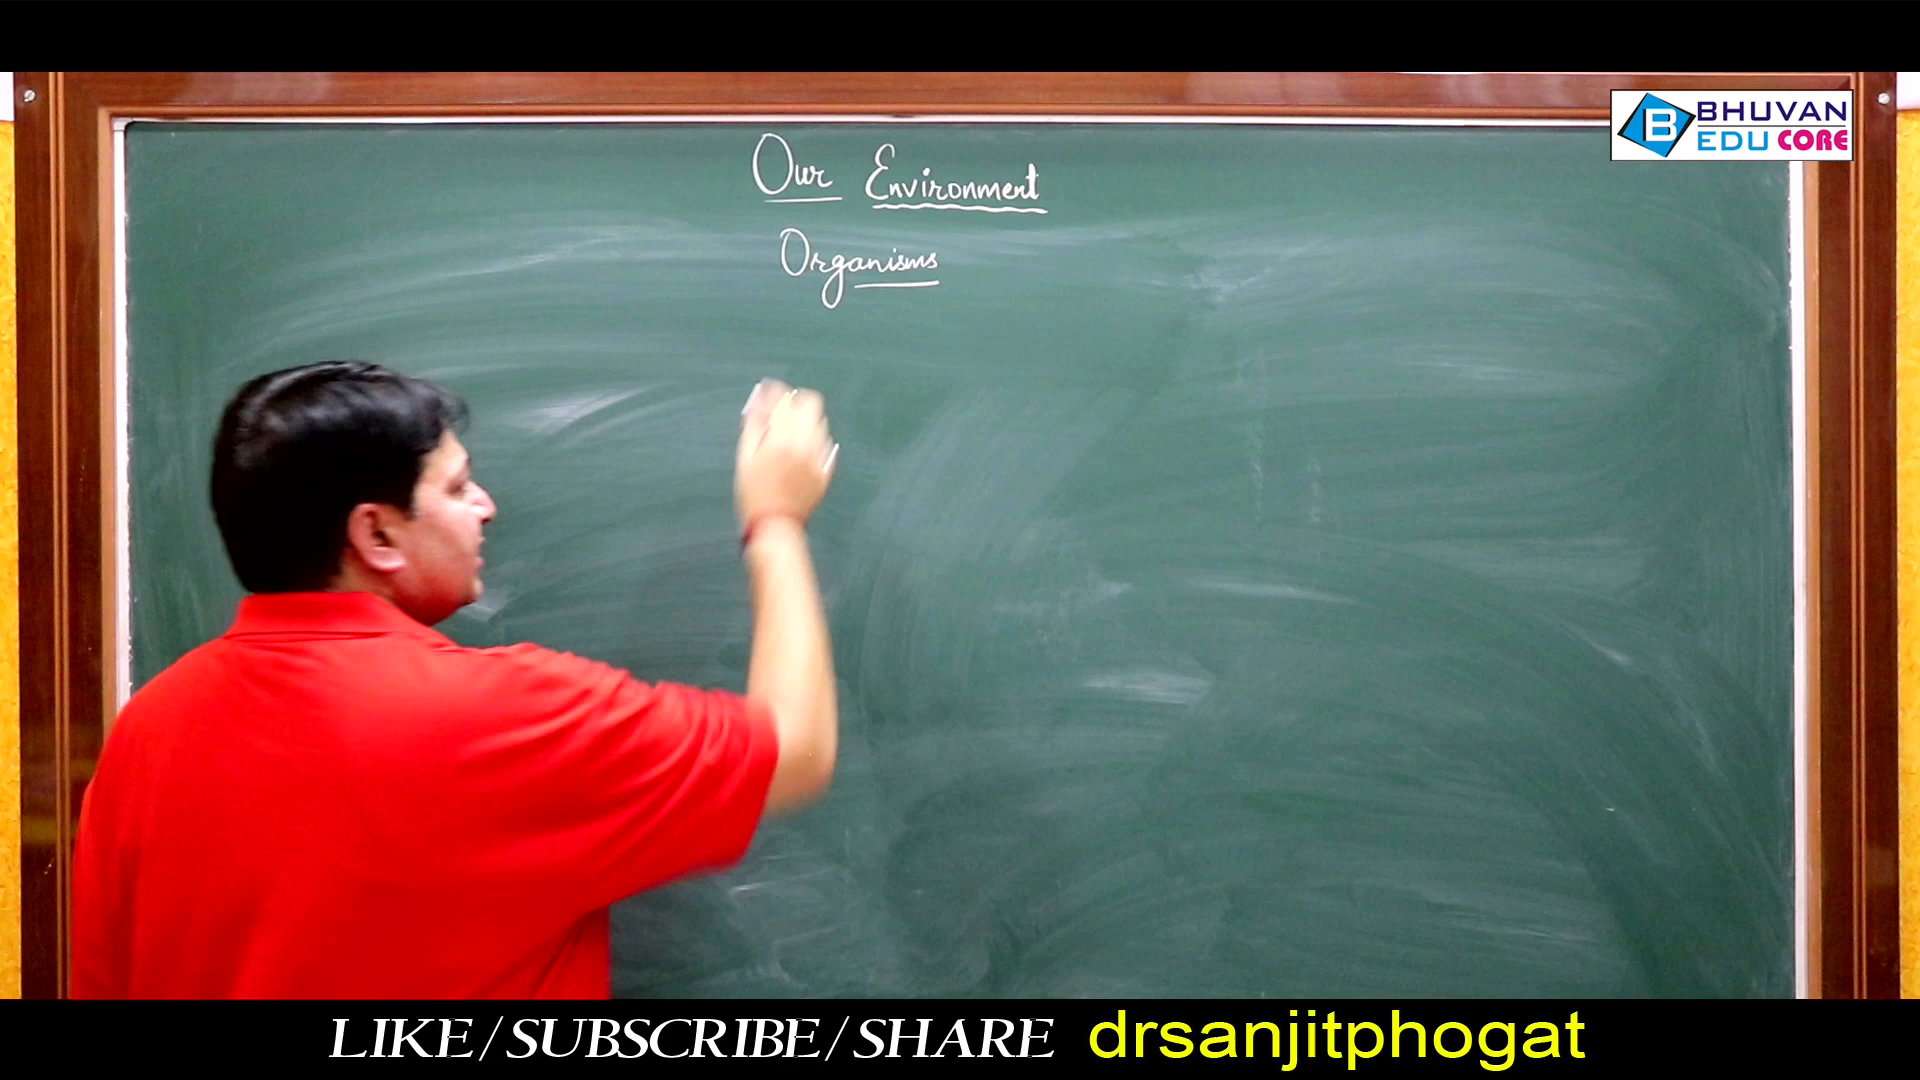 BHUVAN
EDU CORE
Our Environment
Organisms
LIKE/SUBSCRIBE/SHARE drsanjitphogat